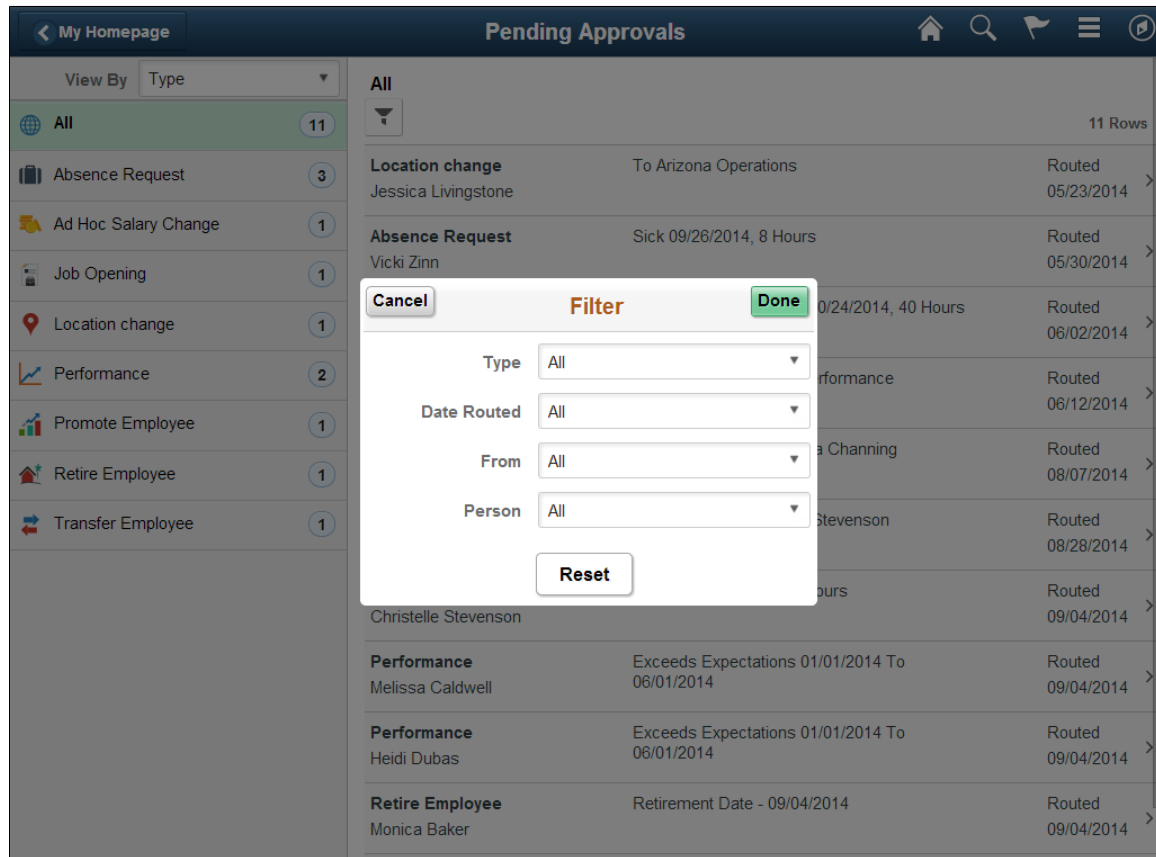 My Homepage
Pending Approvals
View By Type
All 11
Absence Request 3
Ad Hoc Salary Change 1
Job Opening 1
Location change 1
Performance 2
Promote Employee 1
Retire Employee 1
Transfer Employee 1
All
11 Rows
Location change To Arizona Operations Routed
Jessica Livingstone 05/23/2014
Absence Request Sick 09/26/2014, 8 Hours Routed
Vicki Zinn 05/30/2014
0/24/2014, 40 Hours Routed
06/02/2014
rformance Routed
06/12/2014
a Channing Routed
08/07/2014
Stevenson Routed
08/28/2014
ours Routed
Christelle Stevenson 09/04/2014
Performance Exceeds Expectations 01/01/2014 To Routed
Melissa Caldwell 06/01/2014 09/04/2014
Performance Exceeds Expectations 01/01/2014 To Routed
Heidi Dubas 06/01/2014 09/04/2014
Retire Employee Retirement Date - 09/04/2014 Routed
Monica Baker 09/04/2014
Cancel Filter Done
Type All
Date Routed All
From All
Person All
Reset